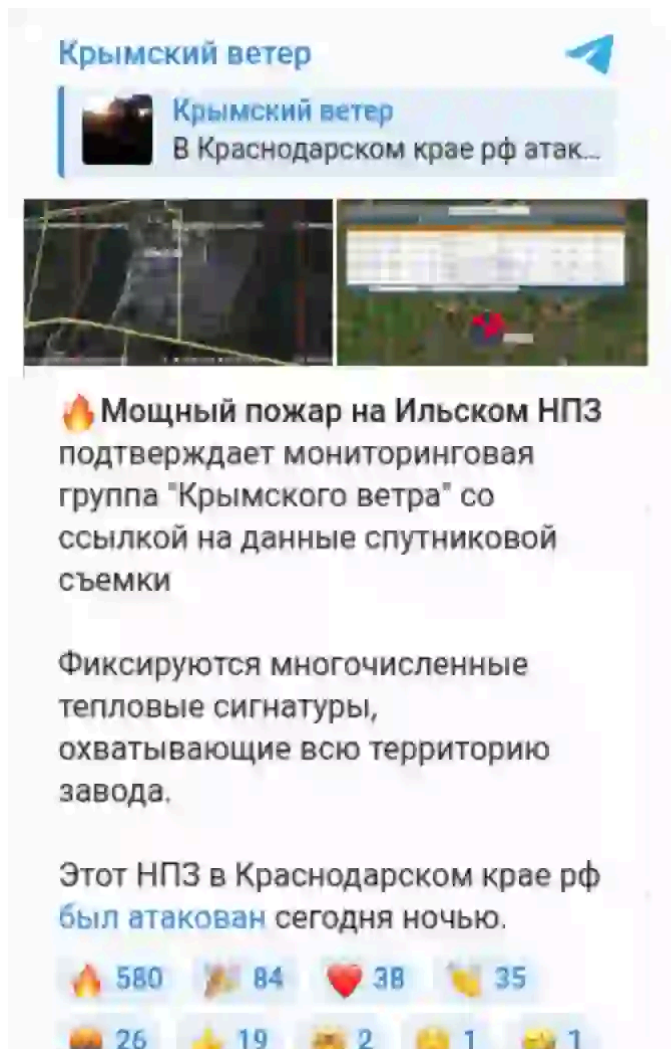 Крымский ветер
Крымский ветер
В Краснодарском крае рф атак...
🔥Мощный пожар на Ильском НПЗ
подтверждает мониторинговая
группа "Крымского ветра" со
ссылкой на данные спутниковой
съемки
Фиксируются многочисленные
тепловые сигнатуры,
охватывающие всю территорию
завода.
Этот НПЗ в Краснодарском крае рф
был атакован сегодня ночью.
580 84 38 35
26 19 2 1 1